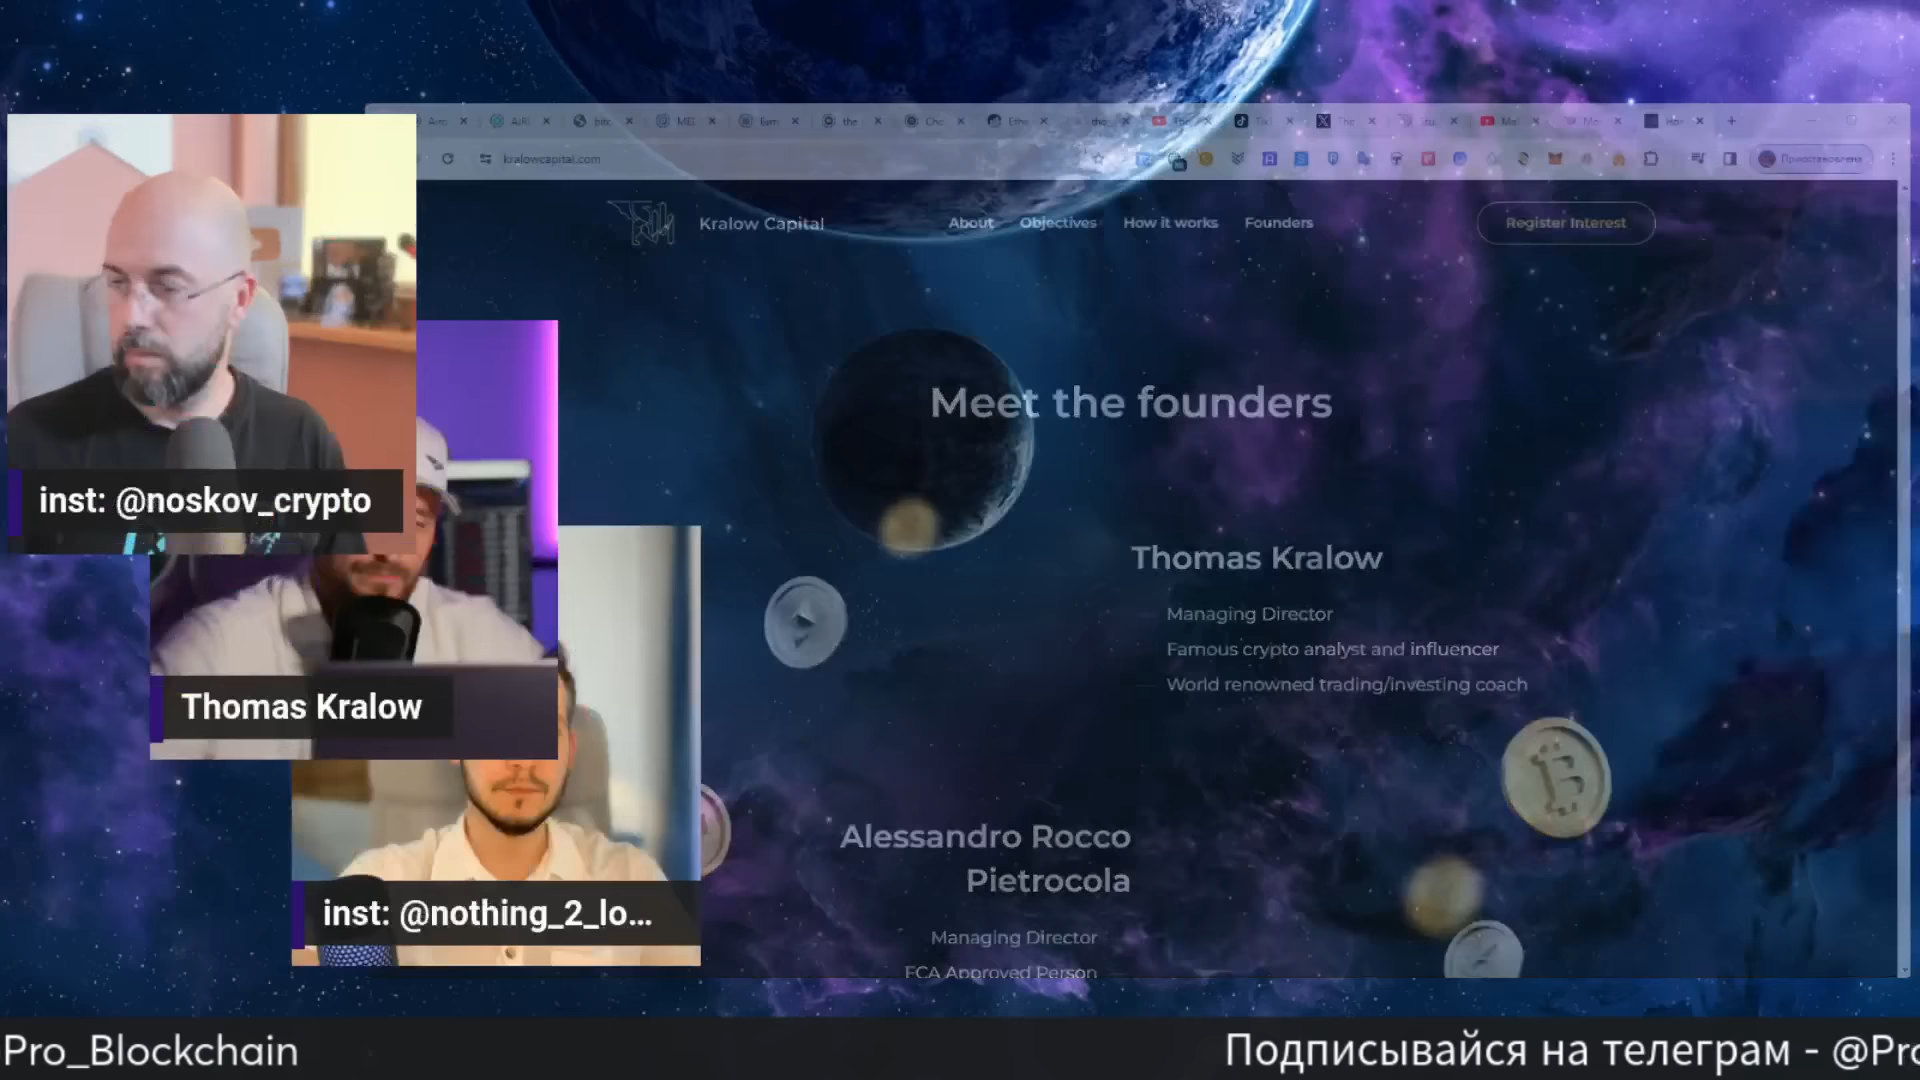 kralowcapital.com
Приостановлена
Kralow Capital
About
Objectives
How it works
Founders
Register Interest
Meet the founders
Thomas Kralow
Managing Director
Famous crypto analyst and influencer
World renowned trading/investing coach
Alessandro Rocco
Pietrocola
Managing Director
FCA Approved Person
inst: @noskov_crypto
Thomas Kralow
inst: @nothing_2_lo...
Pro_Blockchain
Подписывайся на телеграм - @Pro